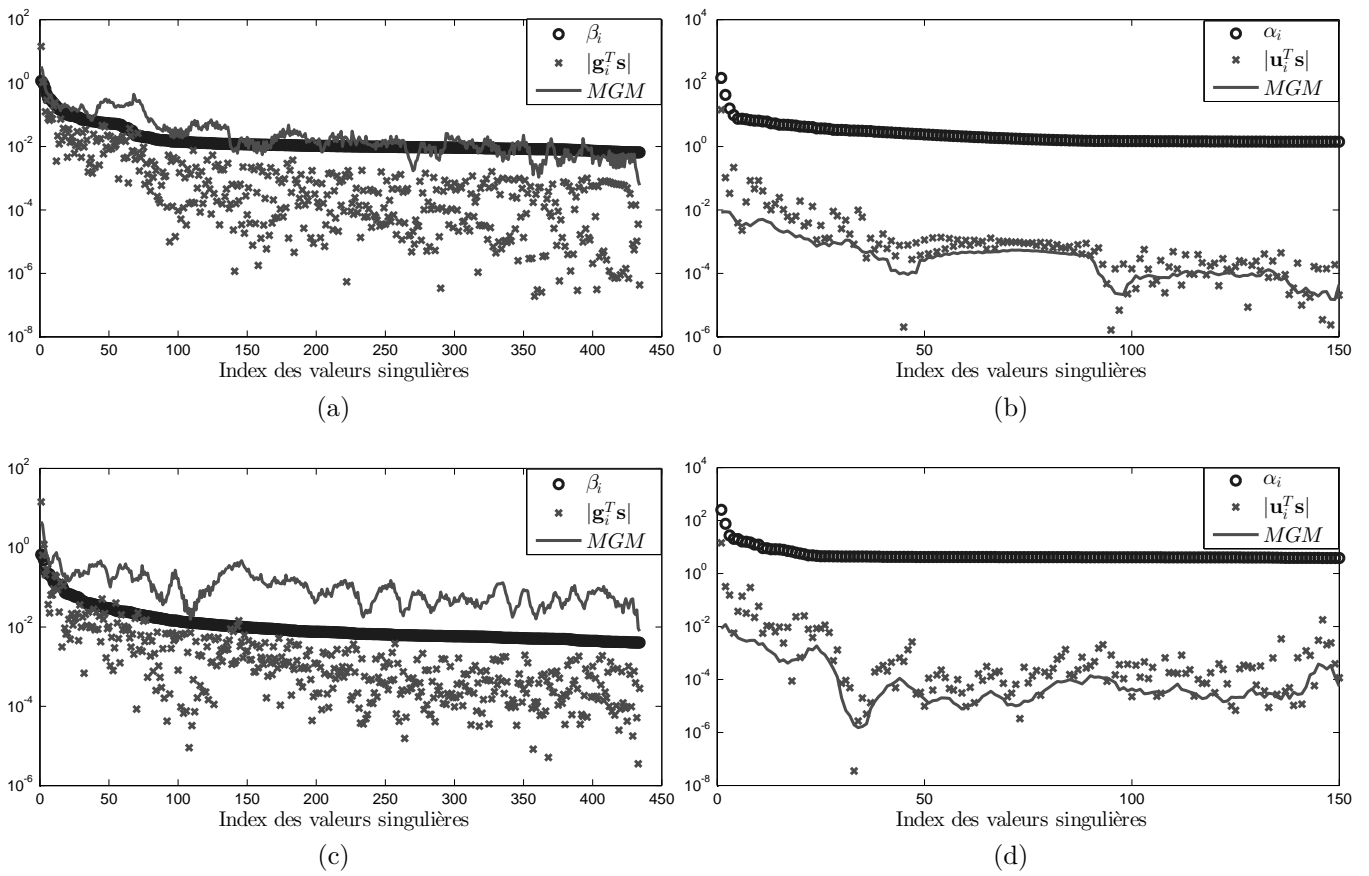 10^2
10^0
10^-2
10^-4
10^-6
10^-8
0 50 100 150 200 250 300 350 400 450
β_i
|g_i^T s|
MGM
Index des valeurs singulières
(a)
10^4
10^2
10^0
10^-2
10^-4
10^-6
0 50 100 150
α_i
|u_i^T s|
MGM
Index des valeurs singulières
(b)
10^2
10^0
10^-2
10^-4
10^-6
0 50 100 150 200 250 300 350 400 450
β_i
|g_i^T s|
MGM
Index des valeurs singulières
(c)
10^4
10^2
10^0
10^-2
10^-4
10^-6
10^-8
0 50 100 150
α_i
|u_i^T s|
MGM
Index des valeurs singulières
(d)